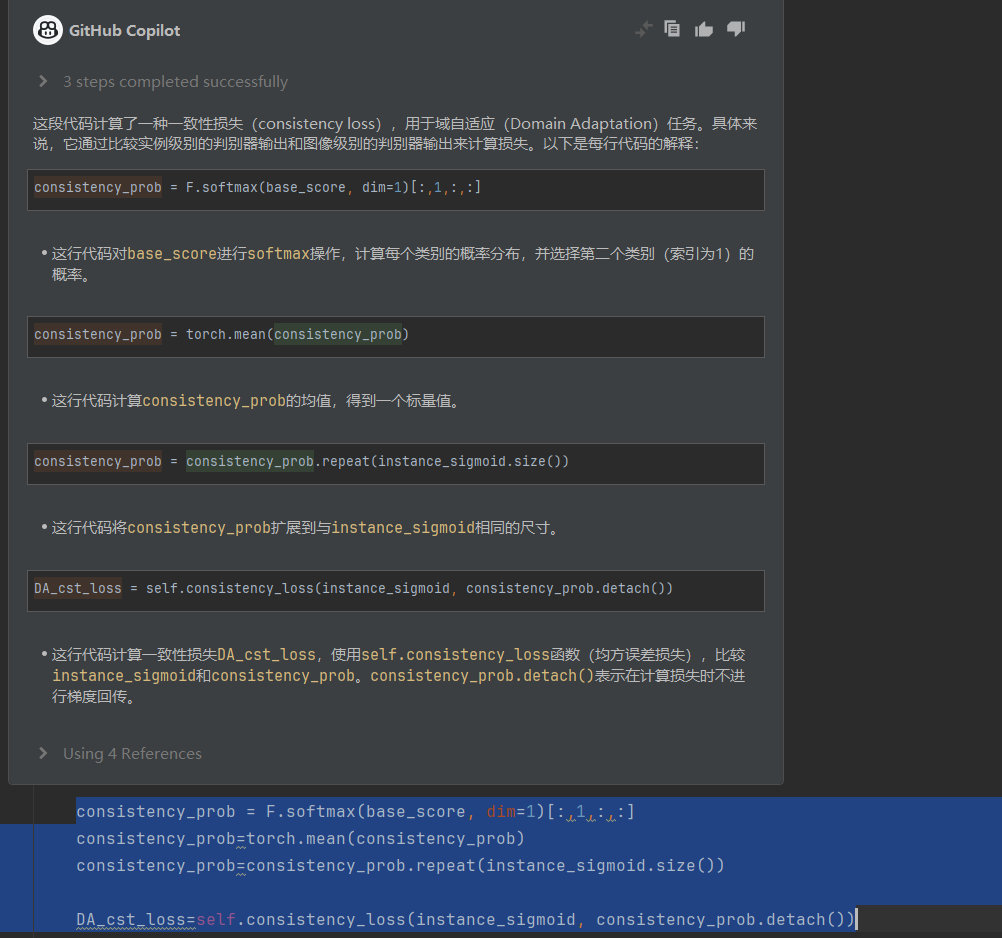 GitHub Copilot
3 steps completed successfully
这段代码计算了一种一致性损失（consistency loss），用于域自适应（Domain Adaptation）任务。具体来
说，它通过比较实例级别的判别器输出和图像级别的判别器输出来计算损失。以下是每行代码的解释：
consistency_prob = F.softmax(base_score, dim=1)[:,1,:,:]
• 这行代码对base_score进行softmax操作，计算每个类别的概率分布，并选择第二个类别（索引为1）的
概率。
consistency_prob = torch.mean(consistency_prob)
• 这行代码计算consistency_prob的均值，得到一个标量值。
consistency_prob = consistency_prob.repeat(instance_sigmoid.size())
• 这行代码将consistency_prob扩展到与instance_sigmoid相同的尺寸。
DA_cst_loss = self.consistency_loss(instance_sigmoid, consistency_prob.detach())
• 这行代码计算一致性损失DA_cst_loss，使用self.consistency_loss函数（均方误差损失），比较
instance_sigmoid和consistency_prob。consistency_prob.detach()表示在计算损失时不进
行梯度回传。
Using 4 References
consistency_prob = F.softmax(base_score, dim=1)[:,1,:,:]
consistency_prob=torch.mean(consistency_prob)
consistency_prob=consistency_prob.repeat(instance_sigmoid.size())
DA_cst_loss=self.consistency_loss(instance_sigmoid, consistency_prob.detach())